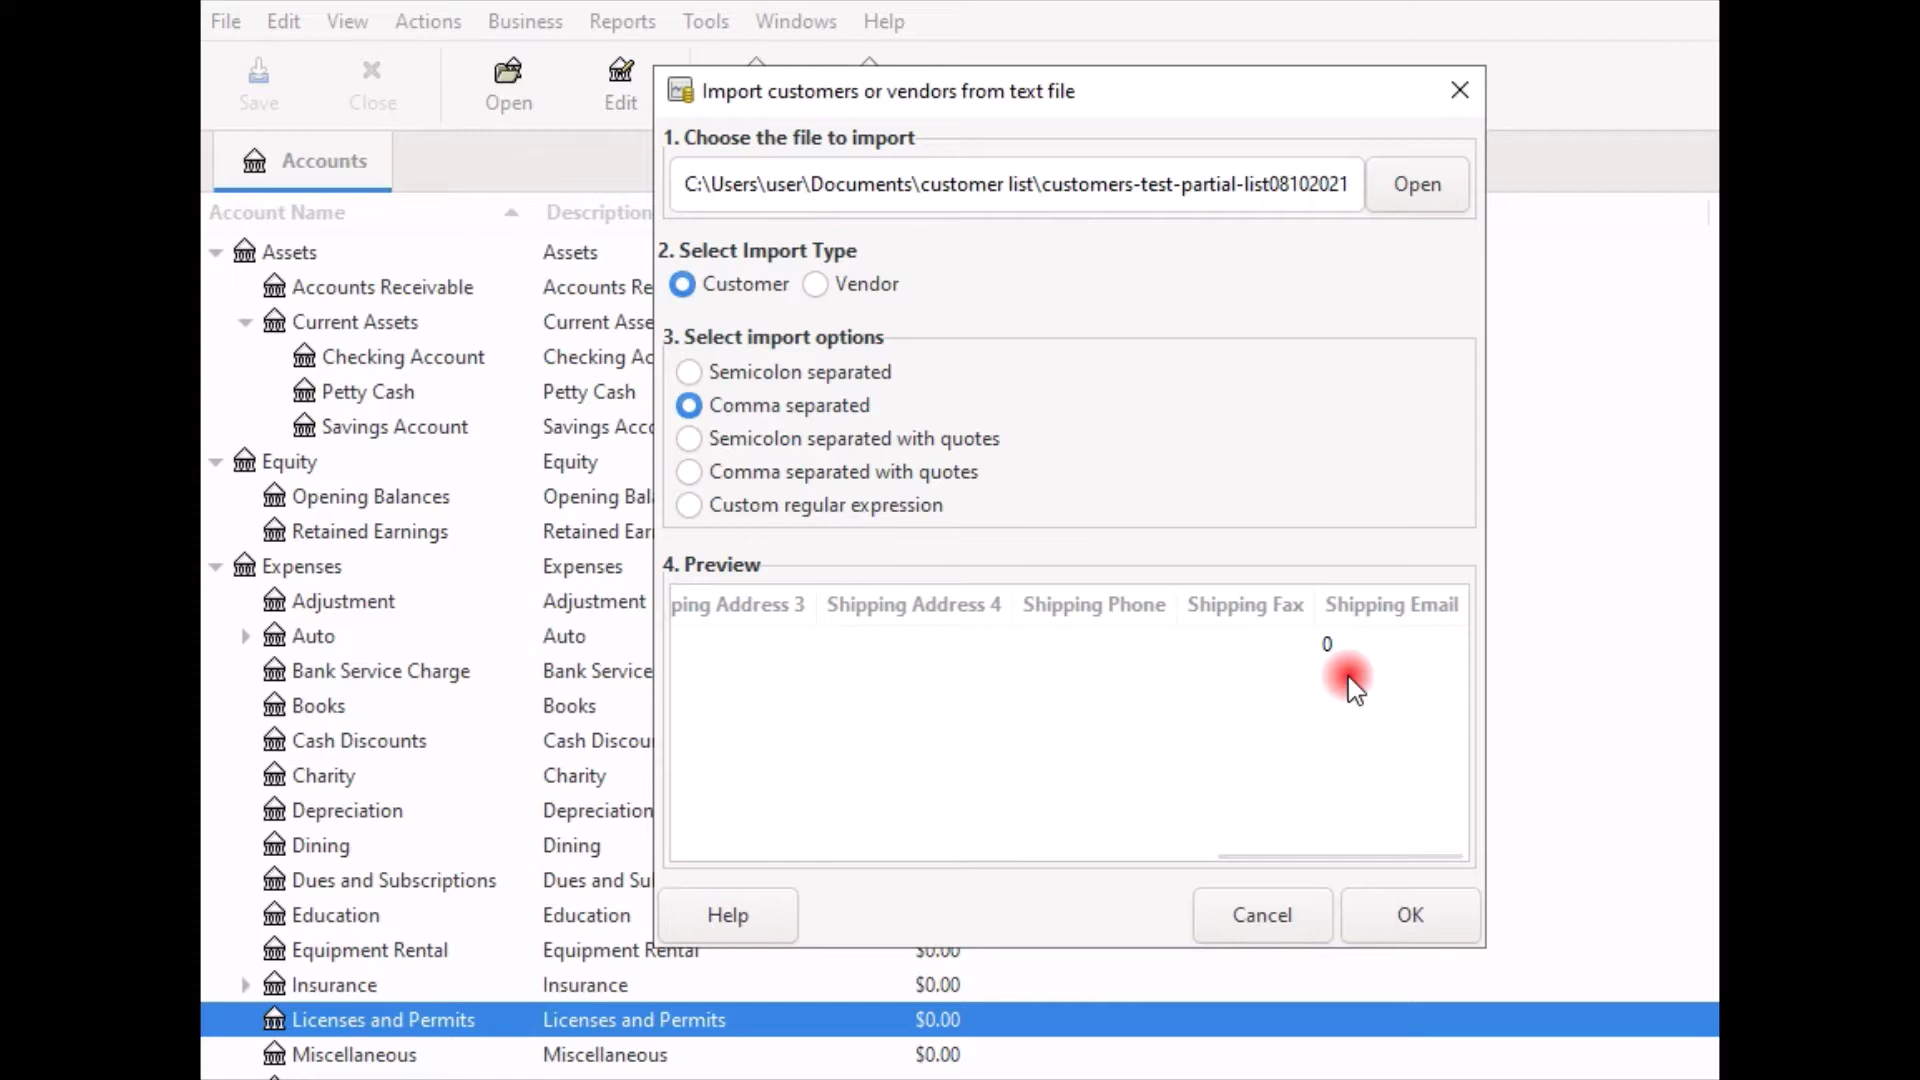 File Edit View Actions Business Reports Tools Windows Help
Save Close Open Edit
Import customers or vendors from text file
1. Choose the file to import
C:\Users\user\Documents\customer list\customers-test-partial-list08102021 Open
2. Select Import Type
Customer Vendor
3. Select import options
Semicolon separated
Comma separated
Semicolon separated with quotes
Comma separated with quotes
Custom regular expression
4. Preview
ping Address 3 Shipping Address 4 Shipping Phone Shipping Fax Shipping Email
0
Help Cancel OK
Accounts
Account Name Description
Assets Assets
Accounts Receivable Accounts Re
Current Assets Current Asse
Checking Account Checking Ac
Petty Cash Petty Cash
Savings Account Savings Acco
Equity Equity
Opening Balances Opening Bal
Retained Earnings Retained Ear
Expenses Expenses
Adjustment Adjustment
Auto Auto
Bank Service Charge Bank Service
Books Books
Cash Discounts Cash Discou
Charity Charity
Depreciation Depreciation
Dining Dining
Dues and Subscriptions Dues and Su
Education Education
Equipment Rental Equipment Rental $0.00
Insurance Insurance $0.00
Licenses and Permits Licenses and Permits $0.00
Miscellaneous Miscellaneous $0.00